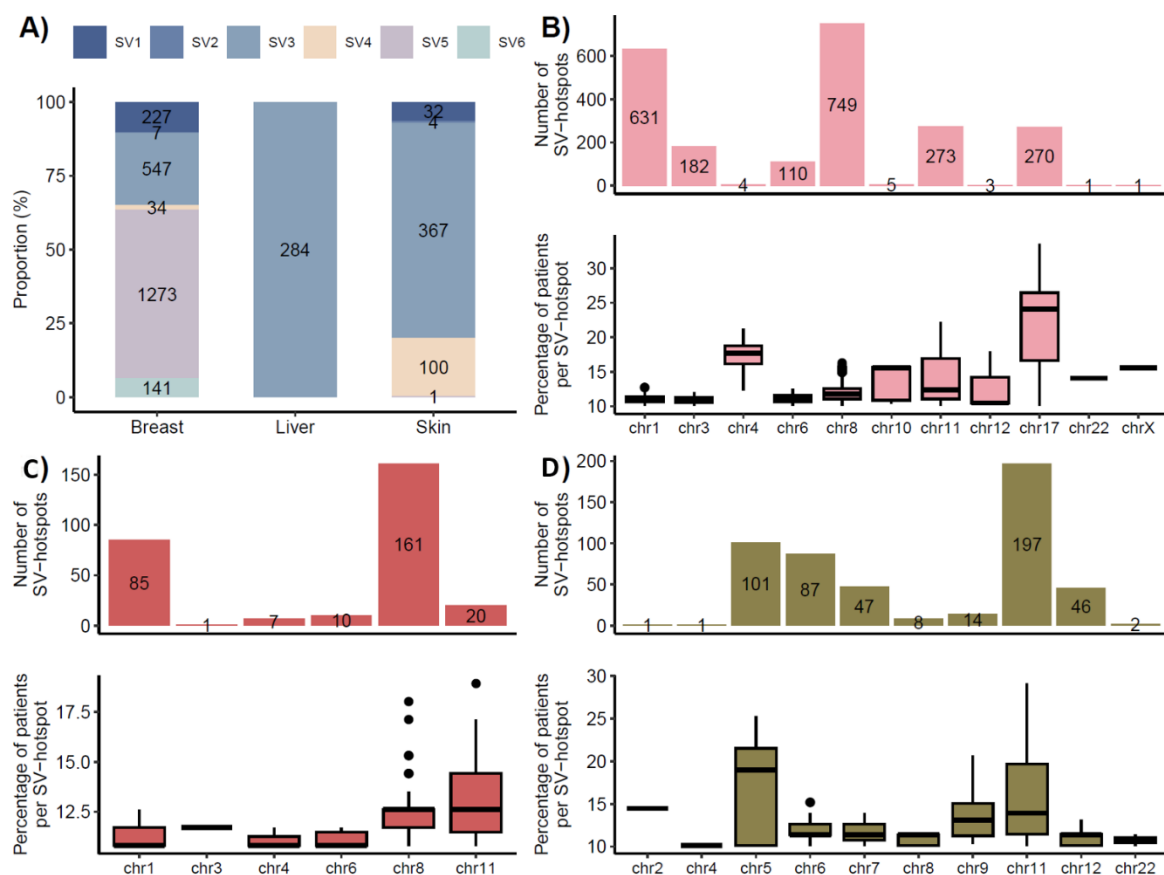 A)
SV1 SV2 SV3 SV4 SV5 SV6
Proportion (%)
100
75
50
25
0
227
7
547
34
1273
141
284
32
4
367
100
1
Breast Liver Skin
B)
Number of
SV-hotspots
600
400
200
0
631 182 4 110 749 5 273 3 270 1 1
Percentage of patients
per SV-hotspot
30
25
20
15
10
chr1 chr3 chr4 chr6 chr8 chr10 chr11 chr12 chr17 chr22 chrX
C)
Number of
SV-hotspots
150
100
50
0
85 1 7 10 161 20
Percentage of patients
per SV-hotspot
17.5
15.0
12.5
chr1 chr3 chr4 chr6 chr8 chr11
D)
Number of
SV-hotspots
200
150
100
50
0
1 1 101 87 47 8 14 197 46 2
Percentage of patients
per SV-hotspot
30
25
20
15
10
chr2 chr4 chr5 chr6 chr7 chr8 chr9 chr11 chr12 chr22